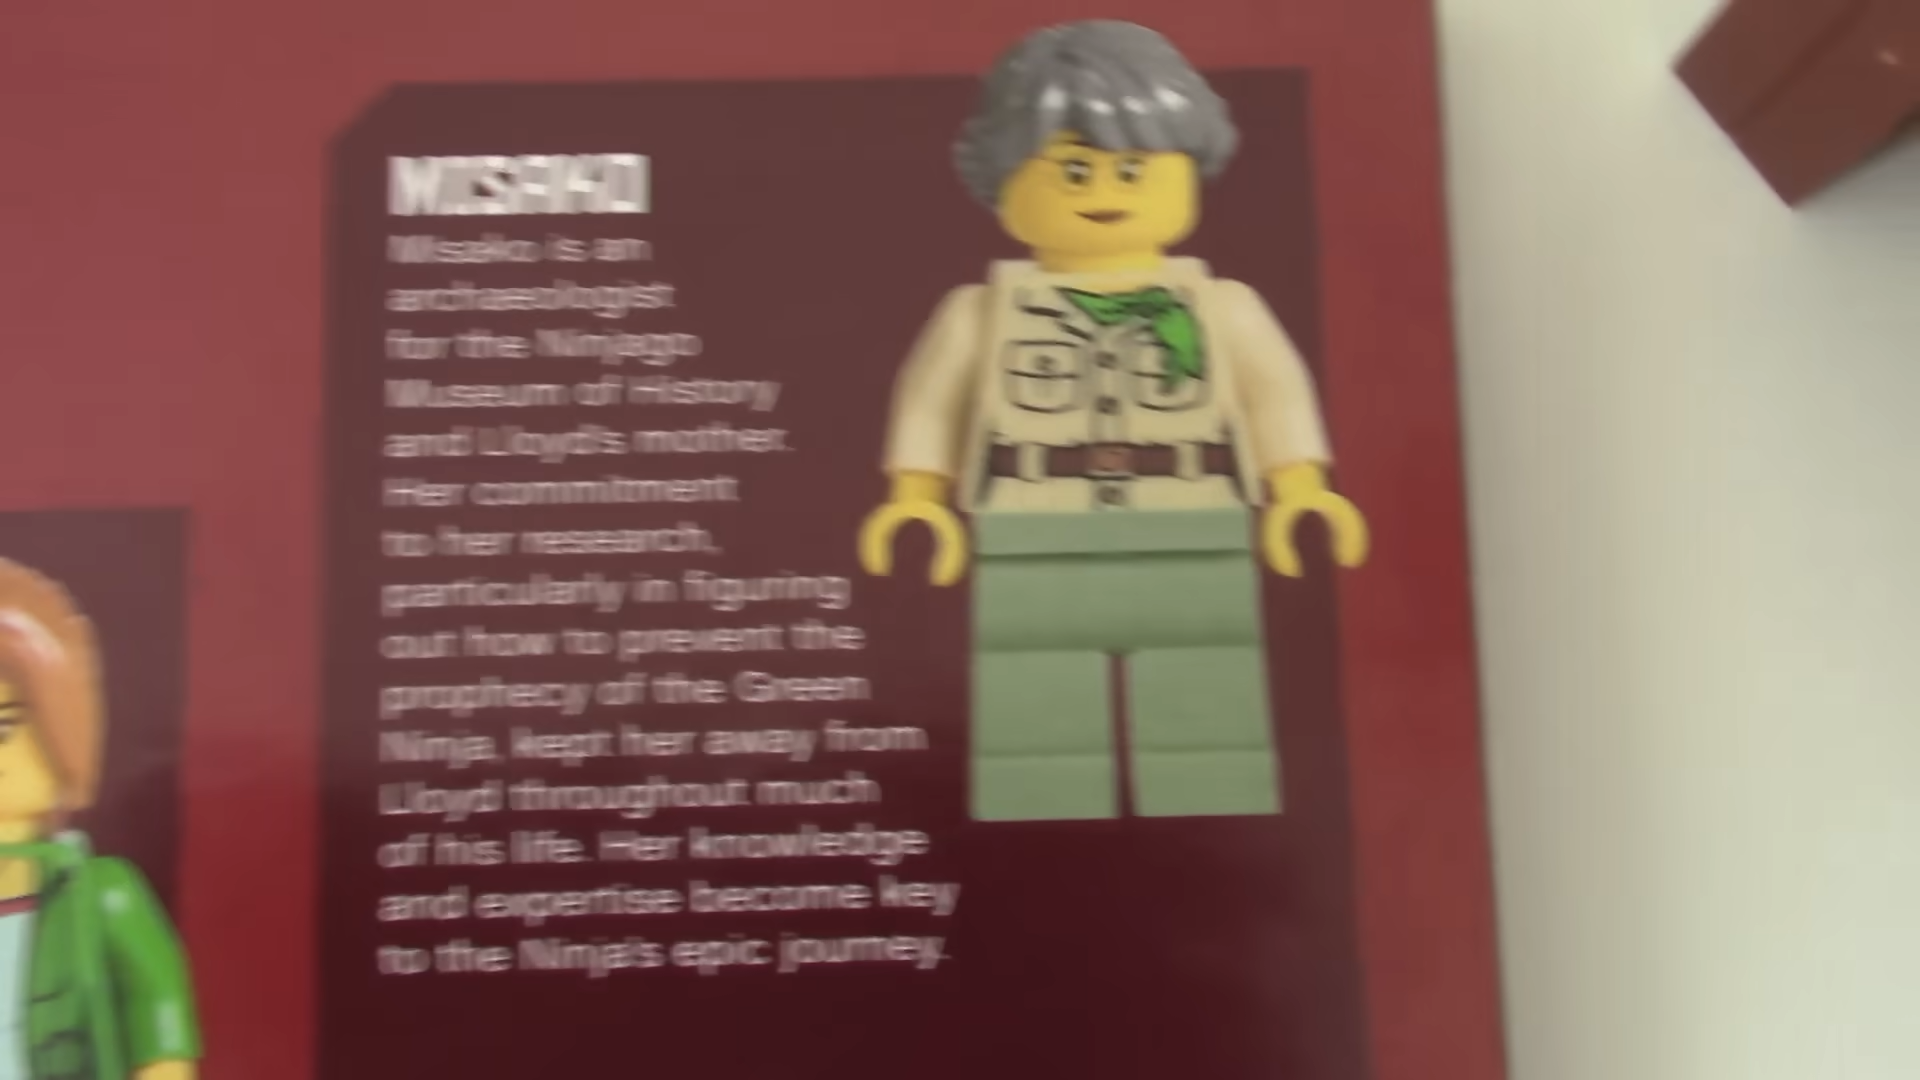 MISAKO
Misako is an
archaeologist
for the Ninjago
Museum of History
and Lloyd's mother.
Her commitment
to her research,
particularly in figuring
out how to prevent the
prophecy of the Green
Ninja, kept her away from
Lloyd throughout much
of his life. Her knowledge
and expertise become key
to the Ninja's epic journey.